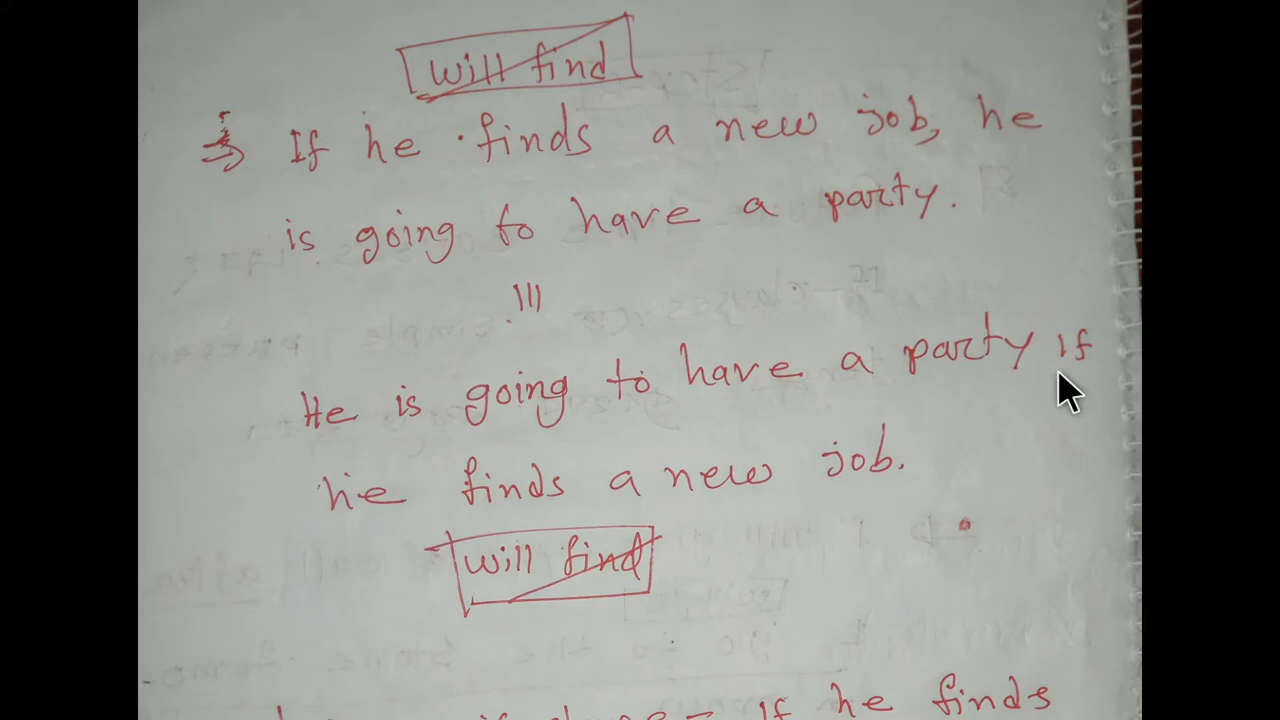 will find
If he finds a new job, he
is going to have a party.
He is going to have a party if
he finds a new job.
will find
if he finds